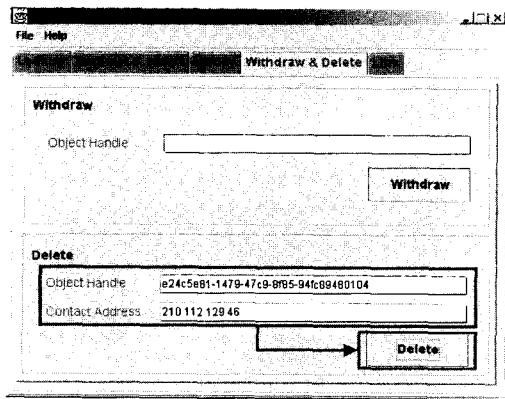 File Help
Withdraw & Delete
Withdraw
Object Handle
Withdraw
Delete
Object Handle e24c5e81-1479-47c9-8f85-94fc89480104
Contact Address 210 112 129 46
Delete